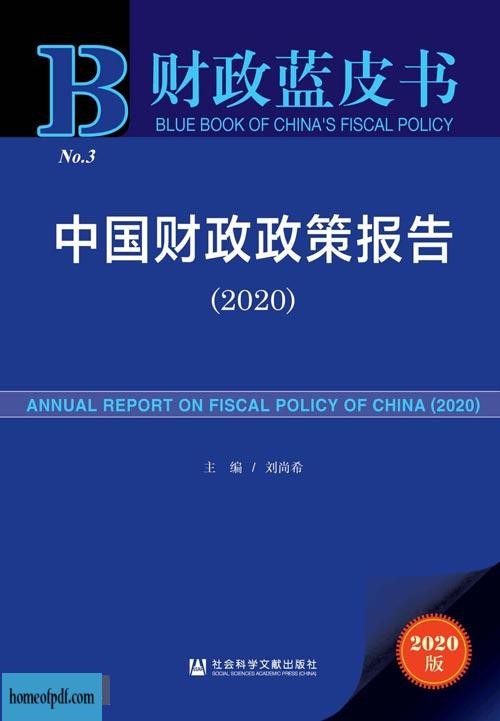 B
财政蓝皮书
BLUE BOOK OF CHINA'S FISCAL POLICY
No.3
中国财政政策报告
(2020)
ANNUAL REPORT ON FISCAL POLICY OF CHINA (2020)
主 编 / 刘尚希
2020
版
社会科学文献出版社
SOCIAL SCIENCES ACADEMIC PRESS (CHINA)
homeofpdf.com